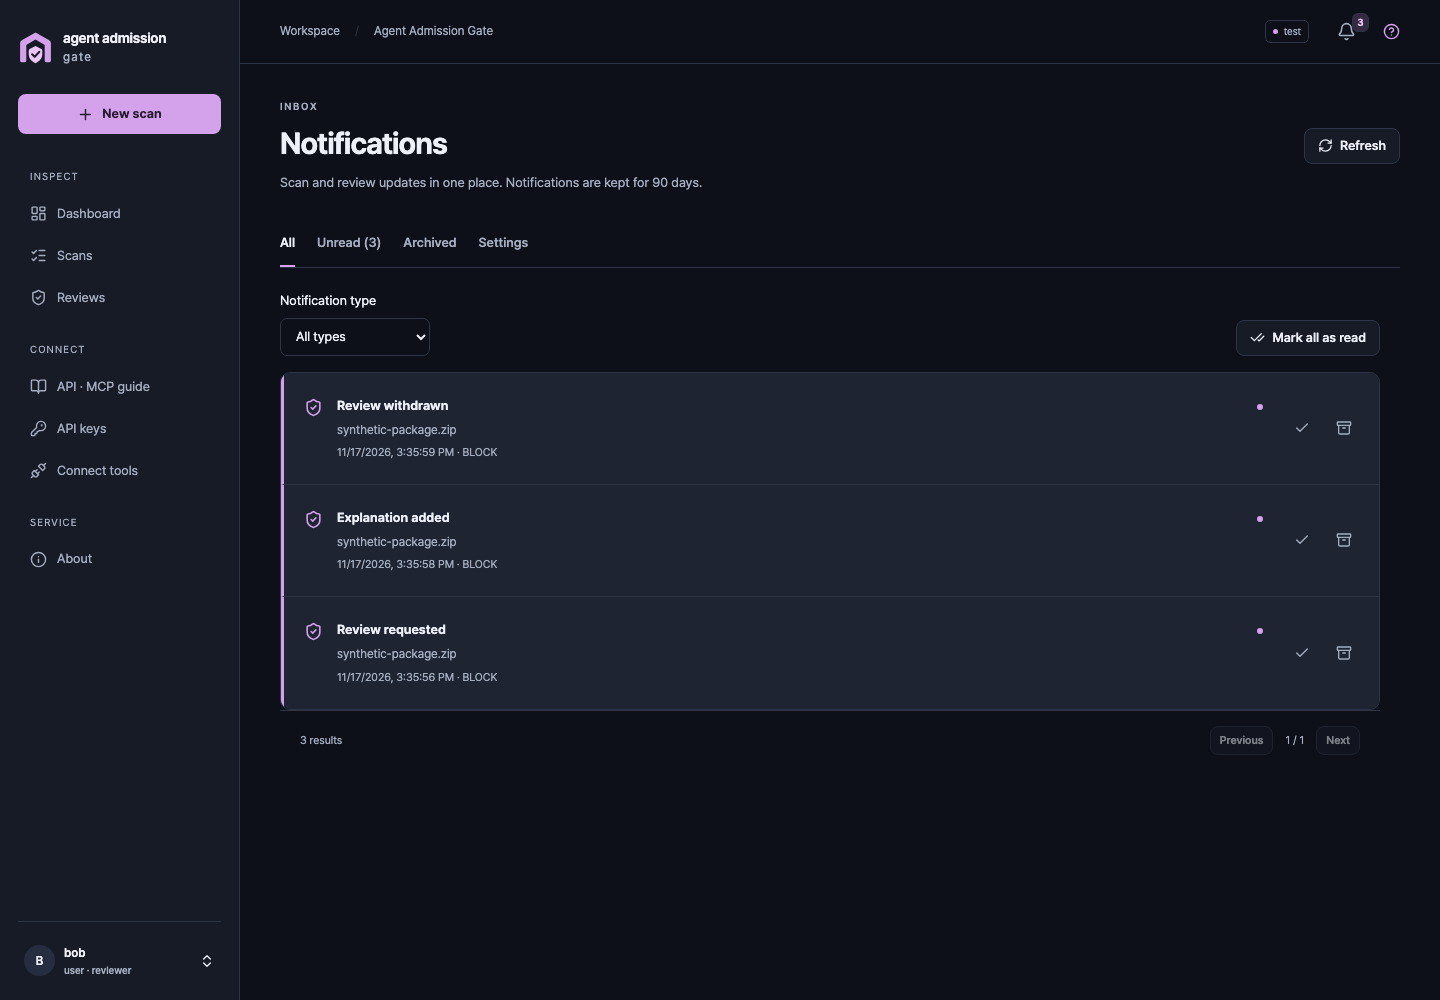 agent admission
gate
New scan
INSPECT
Dashboard
Scans
Reviews
CONNECT
API · MCP guide
API keys
Connect tools
SERVICE
About
B
bob
user · reviewer
Workspace / Agent Admission Gate
test
3
INBOX
Notifications
Refresh
Scan and review updates in one place. Notifications are kept for 90 days.
All Unread (3) Archived Settings
Notification type
All types
Mark all as read
Review withdrawn
synthetic-package.zip
11/17/2026, 3:35:59 PM · BLOCK
Explanation added
synthetic-package.zip
11/17/2026, 3:35:58 PM · BLOCK
Review requested
synthetic-package.zip
11/17/2026, 3:35:56 PM · BLOCK
3 results
Previous 1 / 1 Next